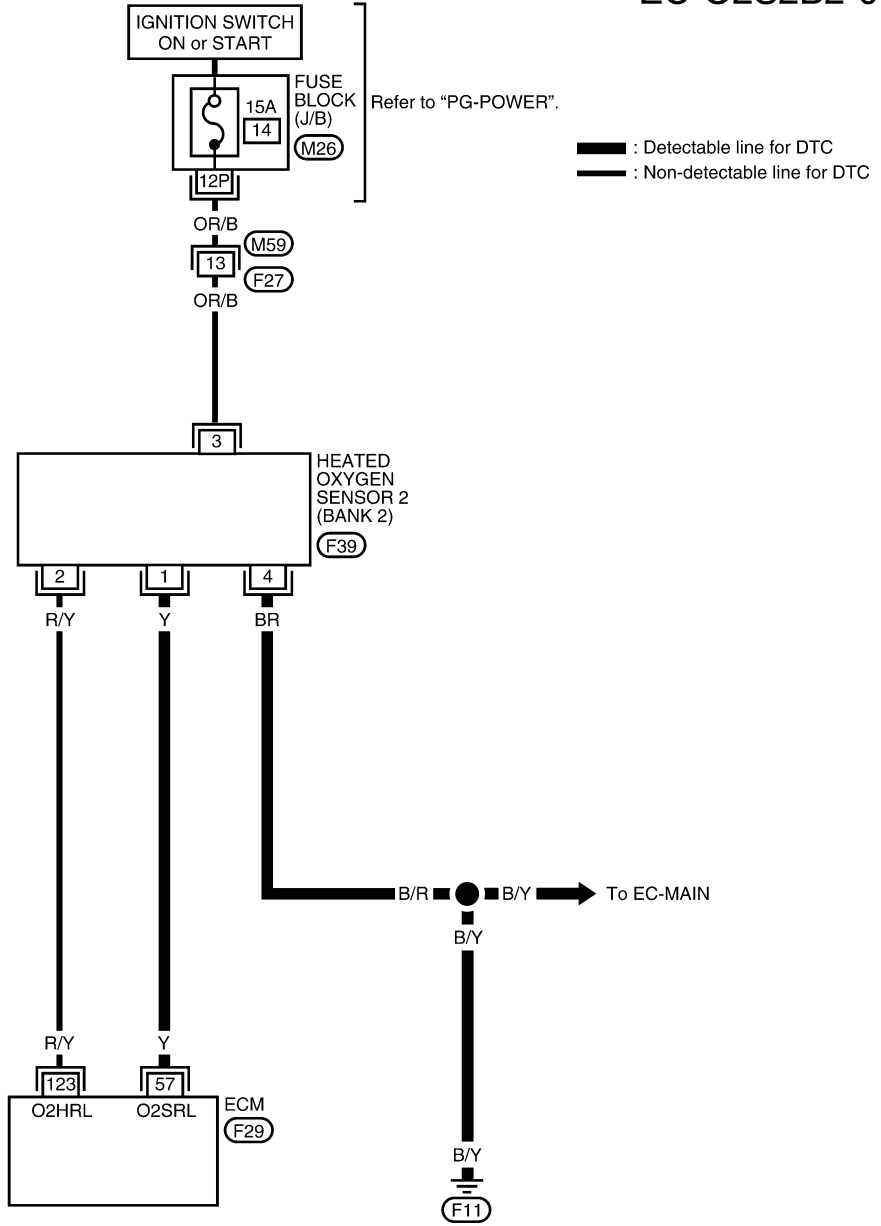 IGNITION SWITCH
ON or START
FUSE
BLOCK
(J/B)
M26
15A
14
Refer to “PG-POWER”.
: Detectable line for DTC
: Non-detectable line for DTC
12P
OR/B
M59
13
F27
OR/B
3
HEATED
OXYGEN
SENSOR 2
(BANK 2)
F39
2 1 4
R/Y Y BR
B/R B/Y To EC-MAIN
B/Y
R/Y Y
123 57
O2HRL O2SRL
ECM
F29
B/Y
F11